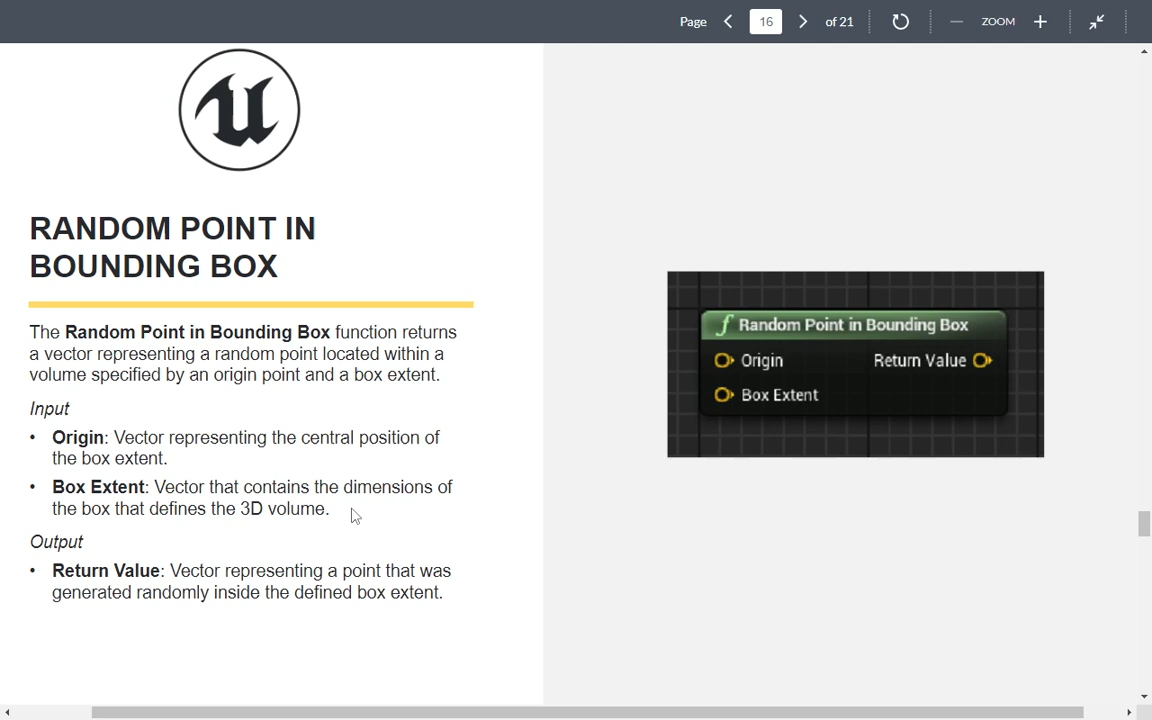 Page 16 of 21 ZOOM
RANDOM POINT IN
BOUNDING BOX
The Random Point in Bounding Box function returns
a vector representing a random point located within a
volume specified by an origin point and a box extent.
Input
• Origin: Vector representing the central position of
the box extent.
• Box Extent: Vector that contains the dimensions of
the box that defines the 3D volume.
Output
• Return Value: Vector representing a point that was
generated randomly inside the defined box extent.
f Random Point in Bounding Box
Origin Return Value
Box Extent